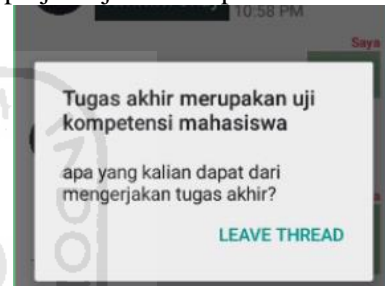 10:58 PM
Saya
Tugas akhir merupakan uji
kompetensi mahasiswa
apa yang kalian dapat dari
mengerjakan tugas akhir?
LEAVE THREAD